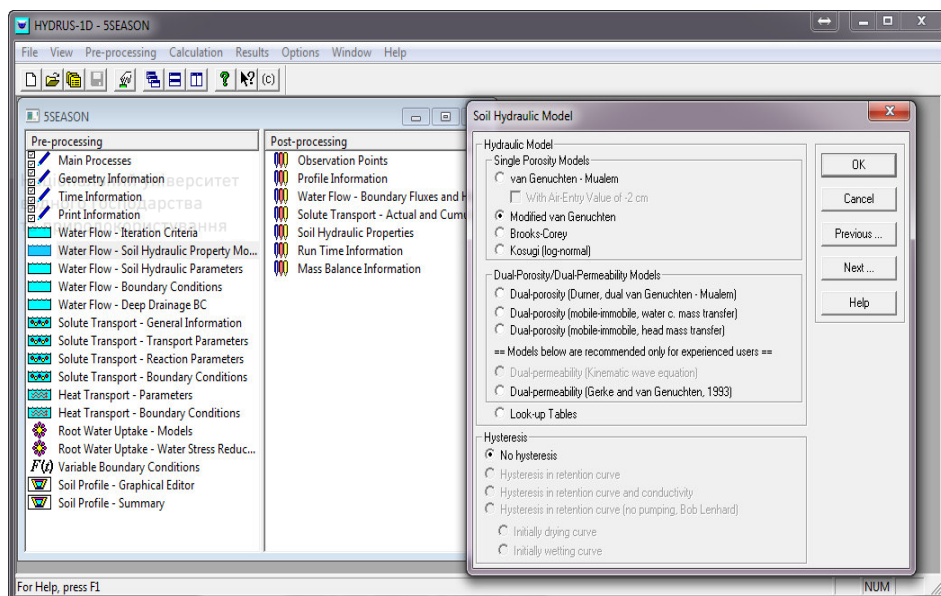 HYDRUS-1D - 5SEASON
File View Pre-processing Calculation Results Options Window Help
5SEASON
Pre-processing
Main Processes
Geometry Information
Time Information
Print Information
Water Flow - Iteration Criteria
Water Flow - Soil Hydraulic Property Mo...
Water Flow - Soil Hydraulic Parameters
Water Flow - Boundary Conditions
Water Flow - Deep Drainage BC
Solute Transport - General Information
Solute Transport - Transport Parameters
Solute Transport - Reaction Parameters
Solute Transport - Boundary Conditions
Heat Transport - Parameters
Heat Transport - Boundary Conditions
Root Water Uptake - Models
Root Water Uptake - Water Stress Reduc...
F(t) Variable Boundary Conditions
Soil Profile - Graphical Editor
Soil Profile - Summary
Post-processing
Observation Points
Profile Information
Water Flow - Boundary Fluxes and H
Solute Transport - Actual and Cumu
Soil Hydraulic Properties
Run Time Information
Mass Balance Information
Soil Hydraulic Model
Hydraulic Model
Single Porosity Models
van Genuchten - Mualem
With Air-Entry Value of -2 cm
Modified van Genuchten
Brooks-Corey
Kosugi (log-normal)
Dual-Porosity/Dual-Permeability Models
Dual-porosity (Durner, dual van Genuchten - Mualem)
Dual-porosity (mobile-immobile, water c. mass transfer)
Dual-porosity (mobile-immobile, head mass transfer)
== Models below are recommended only for experienced users ==
Dual-permeability (Kinematic wave equation)
Dual-permeability (Gerke and van Genuchten, 1993)
Look-up Tables
Hysteresis
No hysteresis
Hysteresis in retention curve
Hysteresis in retention curve and conductivity
Hysteresis in retention curve (no pumping, Bob Lenhard)
Initially drying curve
Initially wetting curve
OK
Cancel
Previous ...
Next ...
Help
університет
господарства
For Help, press F1
NUM